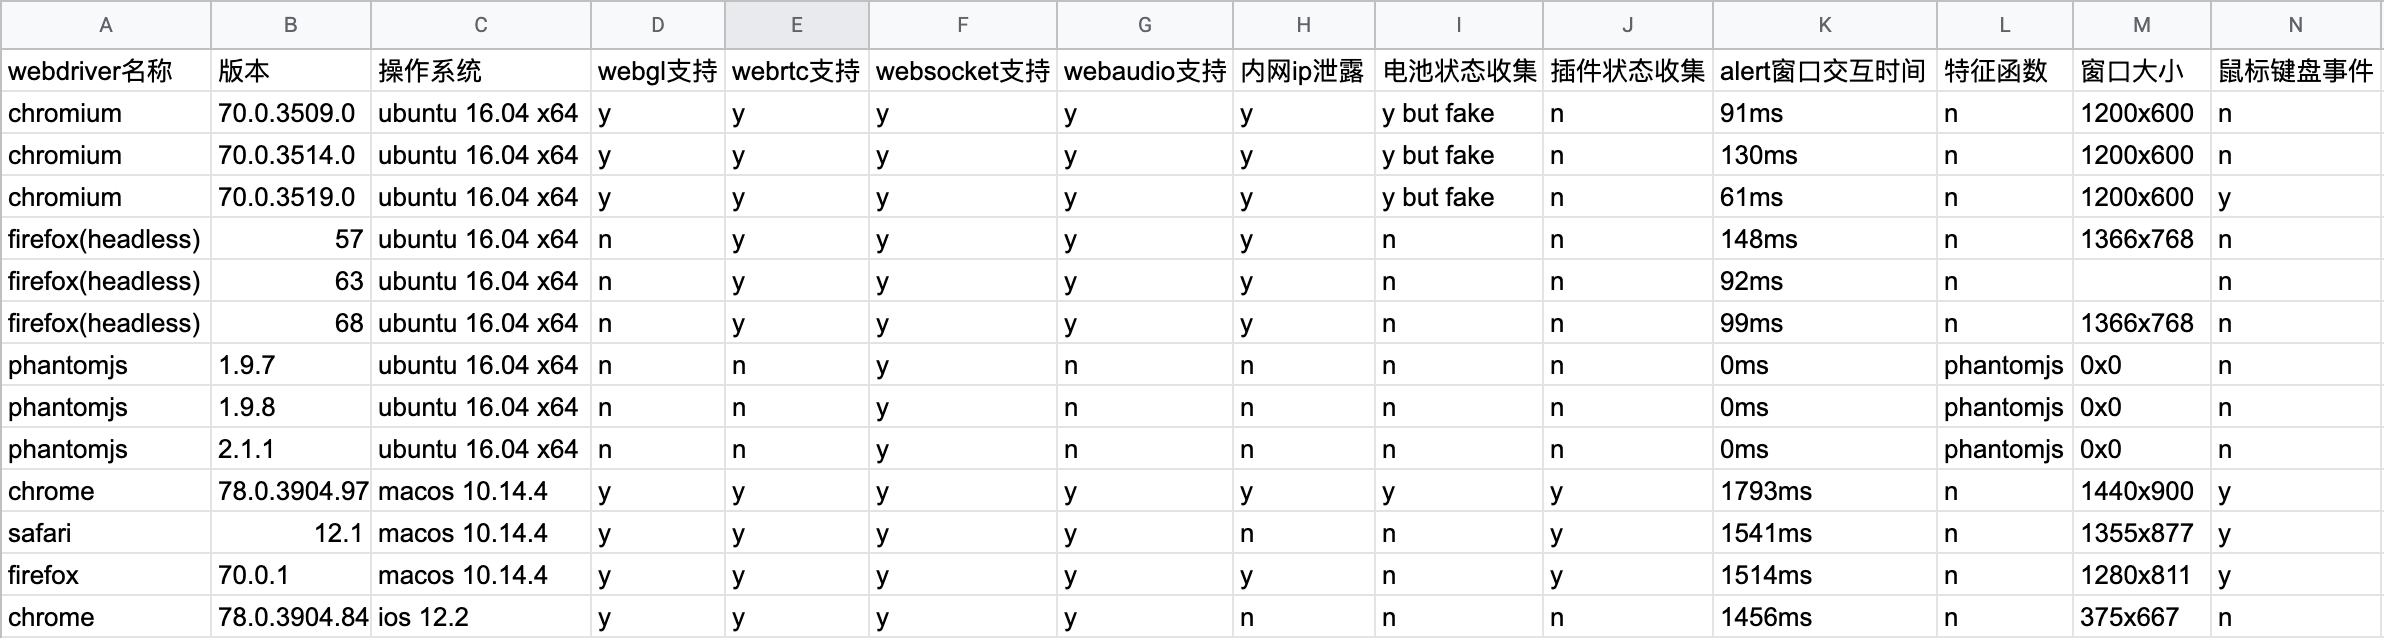 A B C D E F G H I J K L M N
webdriver名称 版本 操作系统 webgl支持 webrtc支持 websocket支持 webaudio支持 内网ip泄露 电池状态收集 插件状态收集 alert窗口交互时间 特征函数 窗口大小 鼠标键盘事件
chromium 70.0.3509.0 ubuntu 16.04 x64 y y y y y y but fake n 91ms n 1200x600 n
chromium 70.0.3514.0 ubuntu 16.04 x64 y y y y y y but fake n 130ms n 1200x600 n
chromium 70.0.3519.0 ubuntu 16.04 x64 y y y y y y but fake n 61ms n 1200x600 y
firefox(headless) 57 ubuntu 16.04 x64 n y y y y n n 148ms n 1366x768 n
firefox(headless) 63 ubuntu 16.04 x64 n y y y y n n 92ms n n
firefox(headless) 68 ubuntu 16.04 x64 n y y y y n n 99ms n 1366x768 n
phantomjs 1.9.7 ubuntu 16.04 x64 n n y n n n n 0ms phantomjs 0x0 n
phantomjs 1.9.8 ubuntu 16.04 x64 n n y n n n n 0ms phantomjs 0x0 n
phantomjs 2.1.1 ubuntu 16.04 x64 n n y n n n n 0ms phantomjs 0x0 n
chrome 78.0.3904.97 macos 10.14.4 y y y y y y y 1793ms n 1440x900 y
safari 12.1 macos 10.14.4 y y y y n n y 1541ms n 1355x877 y
firefox 70.0.1 macos 10.14.4 y y y y y n y 1514ms n 1280x811 y
chrome 78.0.3904.84 ios 12.2 y y y y n n n 1456ms n 375x667 n